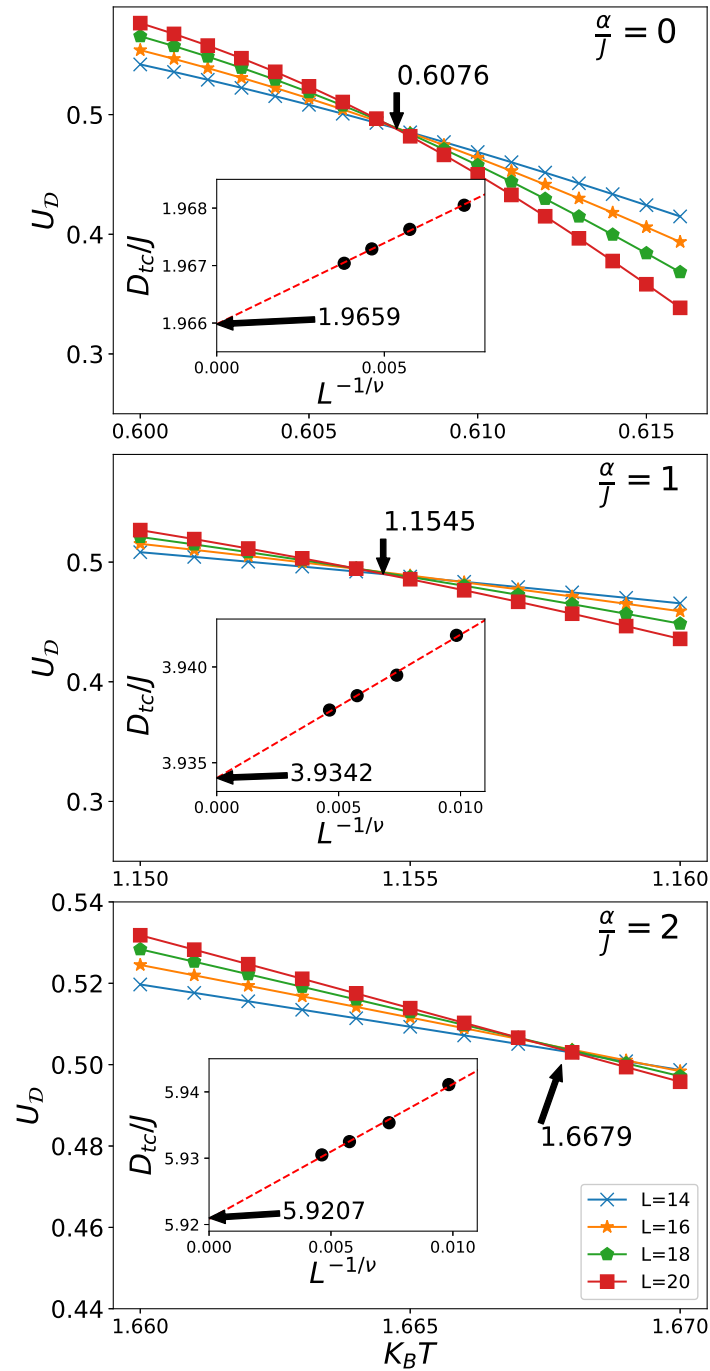 α/J = 0
0.6076
0.5
0.4
0.3
U_D
1.968
1.967
1.966
D_tc/J
1.9659
0.000 0.005
L^{-1/ν}
0.600 0.605 0.610 0.615
α/J = 1
1.1545
0.5
0.4
0.3
U_D
3.940
3.935
D_tc/J
3.9342
0.000 0.005 0.010
L^{-1/ν}
1.150 1.155 1.160
α/J = 2
0.54
0.52
0.50
0.48
0.46
0.44
U_D
5.94
5.93
5.92
D_tc/J
5.9207
0.000 0.005 0.010
L^{-1/ν}
1.6679
L=14
L=16
L=18
L=20
1.660 1.665 1.670
K_BT